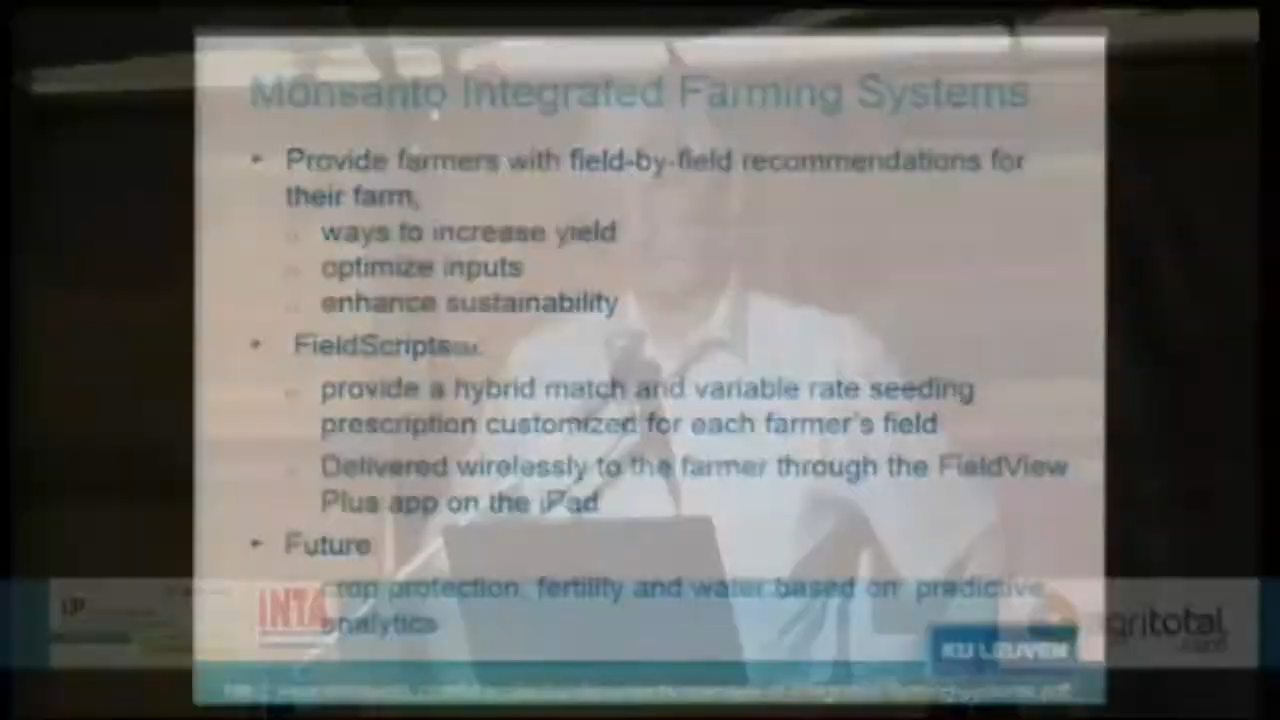 Monsanto Integrated Farming Systems
• Provide farmers with field-by-field recommendations for
their farm,
ways to increase yield
optimize inputs
enhance sustainability
• FieldScripts
provide a hybrid match and variable rate seeding
prescription customized for each farmer's field
Delivered wirelessly to the farmer through the FieldView
Plus app on the iPad
• Future
crop protection, fertility and water based on predictive
analytics
INTA
KU LEUVEN
agritotal
.com